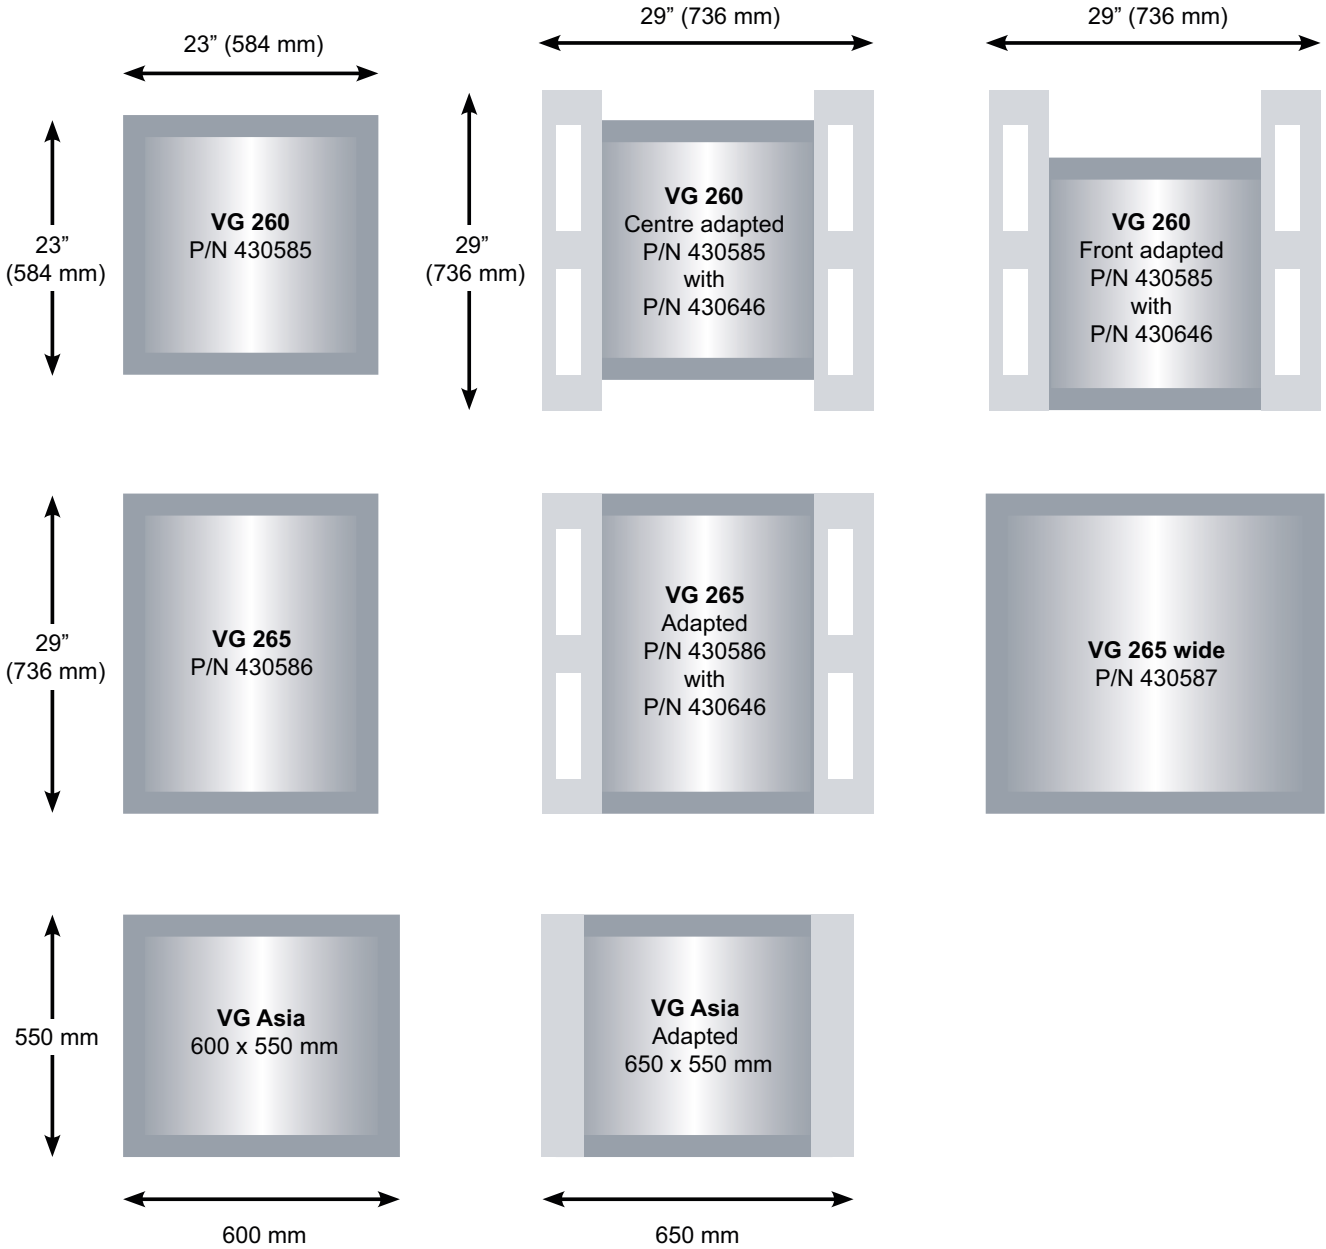 29” (736 mm)
29” (736 mm)
23” (584 mm)
23”
(584 mm)
VG 260
P/N 430585
29”
(736 mm)
VG 260
Centre adapted
P/N 430585
with
P/N 430646
VG 260
Front adapted
P/N 430585
with
P/N 430646
29”
(736 mm)
VG 265
P/N 430586
VG 265
Adapted
P/N 430586
with
P/N 430646
VG 265 wide
P/N 430587
550 mm
VG Asia
600 x 550 mm
VG Asia
Adapted
650 x 550 mm
600 mm
650 mm